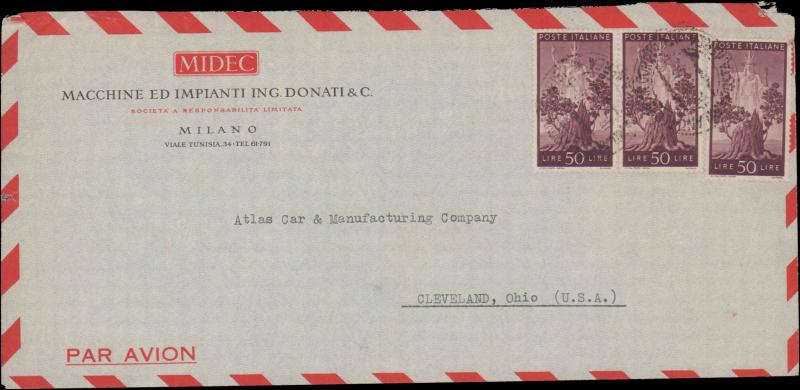 MIDEC
MACCHINE ED IMPIANTI ING. DONATI & C.
SOCIETÀ A RESPONSABILITÀ LIMITATA
MILANO
VIALE TUNISIA, 34 · TEL 61-791
POSTE ITALIANE
LIRE 50 LIRE
POSTE ITALIANE
LIRE 50 LIRE
POSTE ITALIANE
LIRE 50 LIRE
Atlas Car & Manufacturing Company
CLEVELAND, Ohio (U.S.A.)
PAR AVION